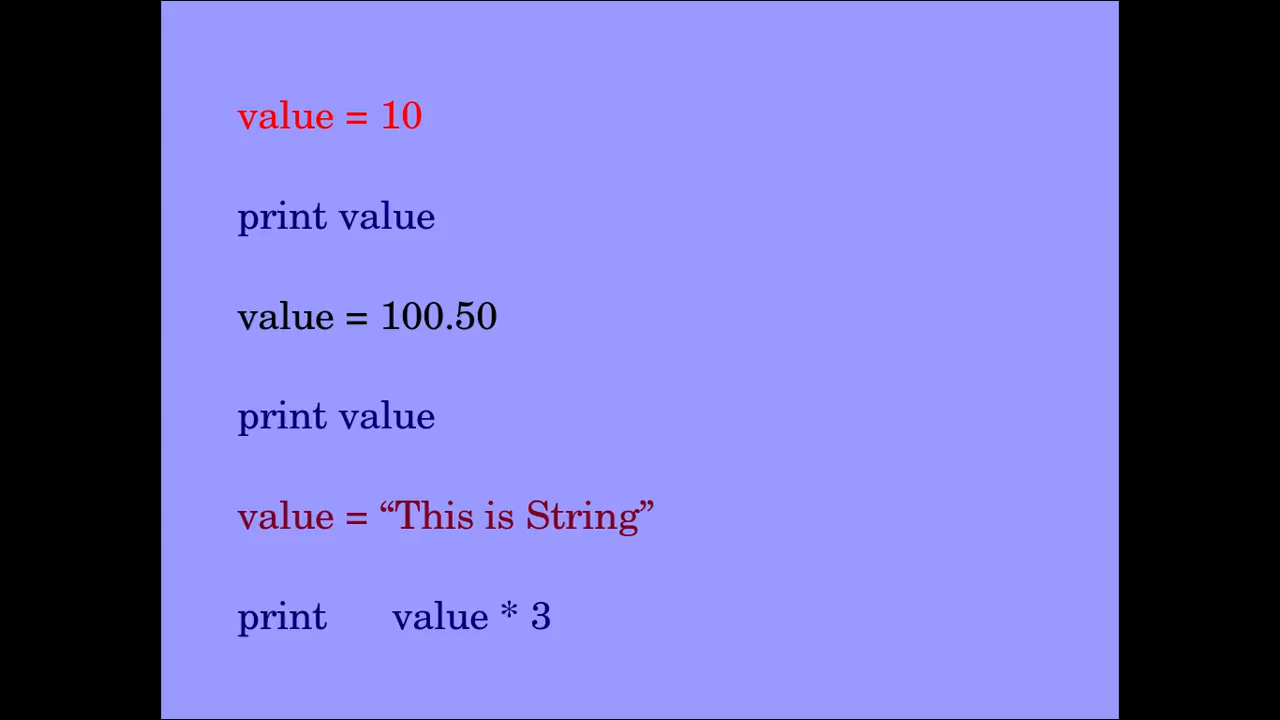 value = 10
print value
value = 100.50
print value
value = “This is String”
print value * 3